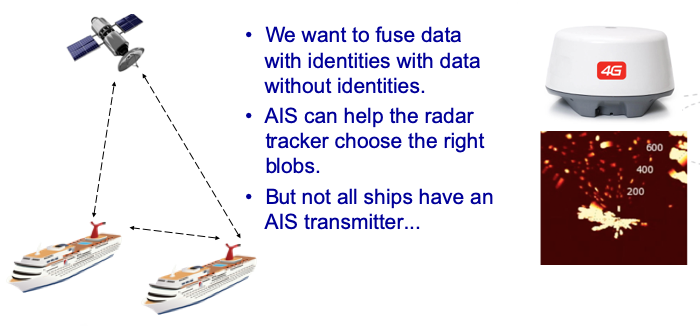 • We want to fuse data
with identities with data
without identities.
• AIS can help the radar
tracker choose the right
blobs.
• But not all ships have an
AIS transmitter...
4G
600
400
200